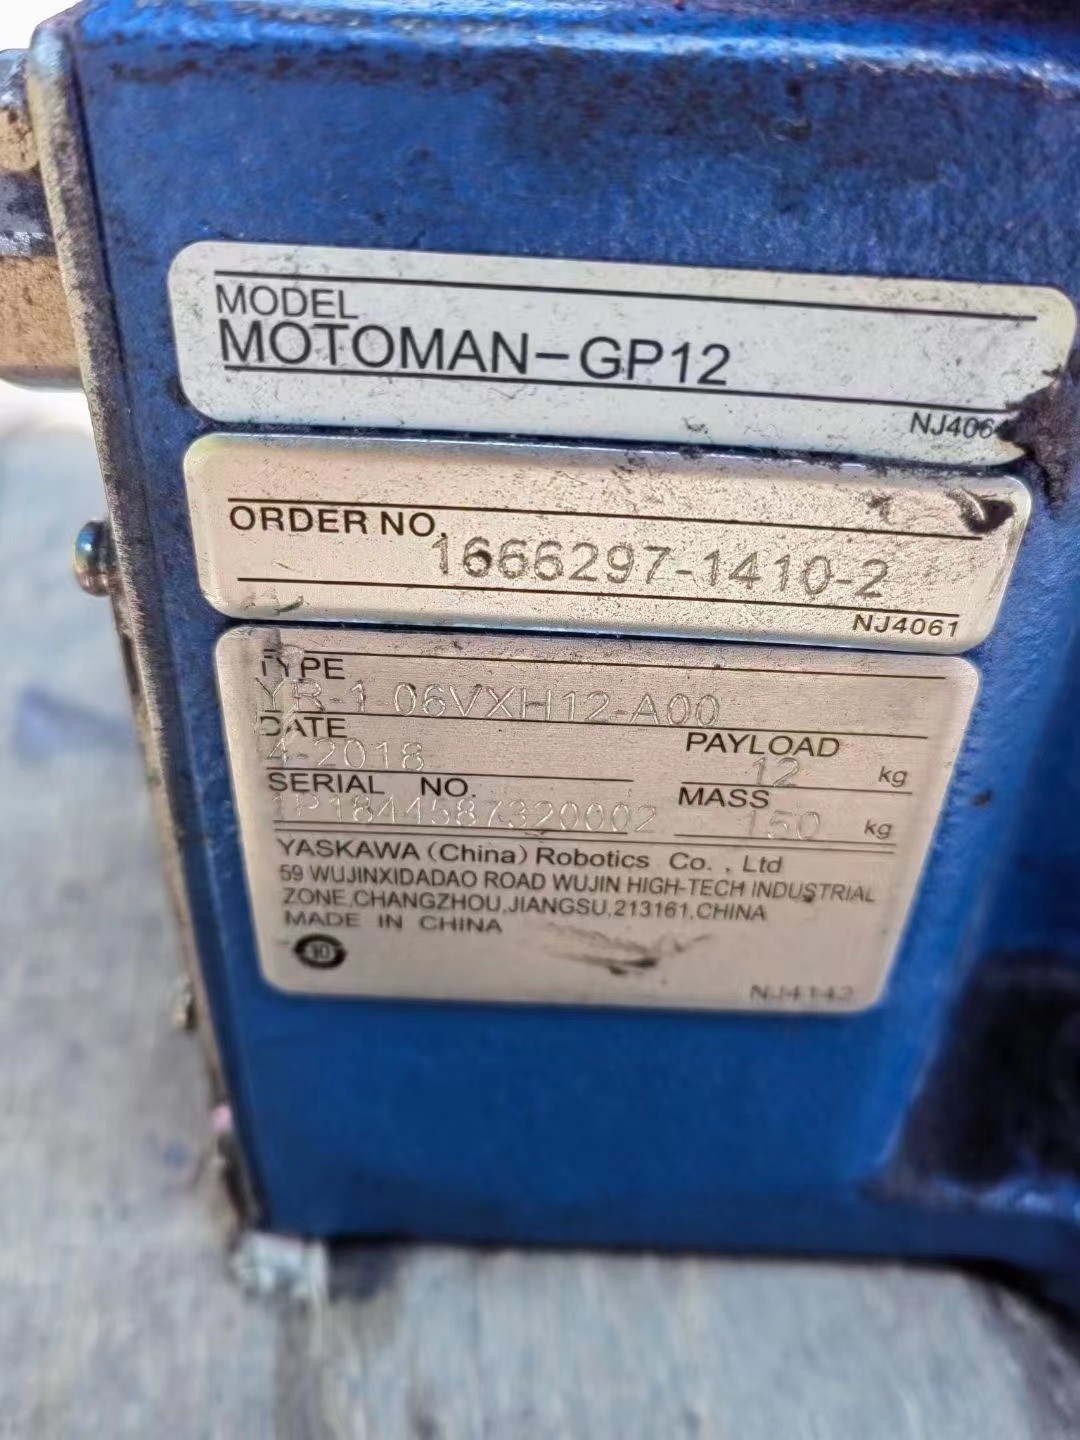 MODEL
MOTOMAN-GP12
NJ4064
ORDER NO.
1666297-1410-2
NJ4061
TYPE
YR-1 06VXH12-A00
DATE
4-2018
PAYLOAD
12 kg
SERIAL NO.
MASS
150 kg
YASKAWA (China) Robotics Co. , Ltd
59 WUJINXIDADAO ROAD WUJIN HIGH-TECH INDUSTRIAL
ZONE,CHANGZHOU,JIANGSU,213161,CHINA
MADE IN CHINA
10
NJ4142